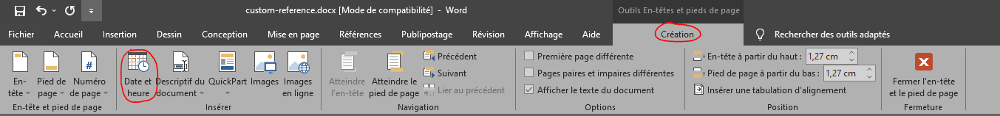 custom-reference.docx [Mode de compatibilité] - Word
Outils En-têtes et pieds de page
Fichier Accueil Insertion Dessin Conception Mise en page Références Publipostage Révision Affichage Aide Création Rechercher des outils adaptés
En-
tête
Pied de
page
Numéro
de page
En-tête et pied de page
Date et
heure
Descriptif du
document
QuickPart
Images
Images
en ligne
Insérer
Atteindre
l'en-tête
Atteindre le
pied de page
Précédent
Suivant
Lier au précédent
Navigation
Première page différente
Pages paires et impaires différentes
Afficher le texte du document
Options
En-tête à partir du haut : 1,27 cm
Pied de page à partir du bas : 1,27 cm
Insérer une tabulation d'alignement
Position
Fermer l'en-tête
et le pied de page
Fermeture